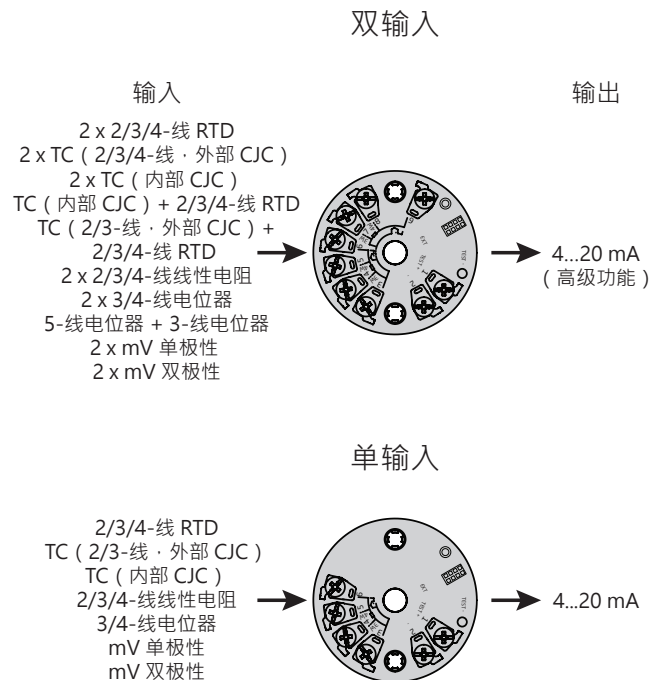 双输入
输入
输出
2 x 2/3/4-线 RTD
2 x TC（2/3/4-线，外部 CJC）
2 x TC（内部 CJC）
TC（内部 CJC）+ 2/3/4-线 RTD
TC（2/3-线，外部 CJC）+
2/3/4-线 RTD
2 x 2/3/4-线线性电阻
2 x 3/4-线电位器
5-线电位器 + 3-线电位器
2 x mV 单极性
2 x mV 双极性
4...20 mA
（高级功能）
单输入
2/3/4-线 RTD
TC（2/3-线，外部 CJC）
TC（内部 CJC）
2/3/4-线线性电阻
3/4-线电位器
mV 单极性
mV 双极性
4...20 mA